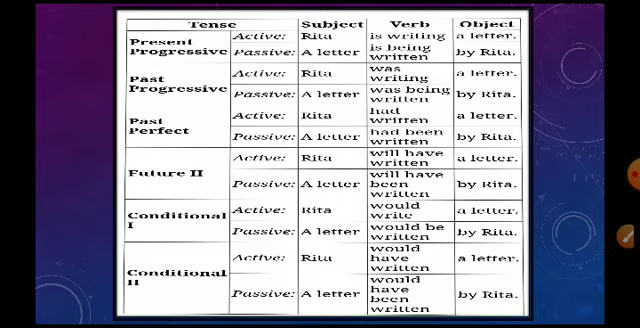 Tense Subject Verb Object
Present Progressive Active: Rita is writing a letter.
Passive: A letter is being written by Rita.
Past Progressive Active: Rita was writing a letter.
Passive: A letter was being written by Rita.
Past Perfect Active: Rita had written a letter.
Passive: A letter had been written by Rita.
Future II Active: Rita will have written a letter.
Passive: A letter will have been written by Rita.
Conditional I Active: Rita would write a letter.
Passive: A letter would be written by Rita.
Conditional II Active: Rita would have written a letter.
Passive: A letter would have been written by Rita.